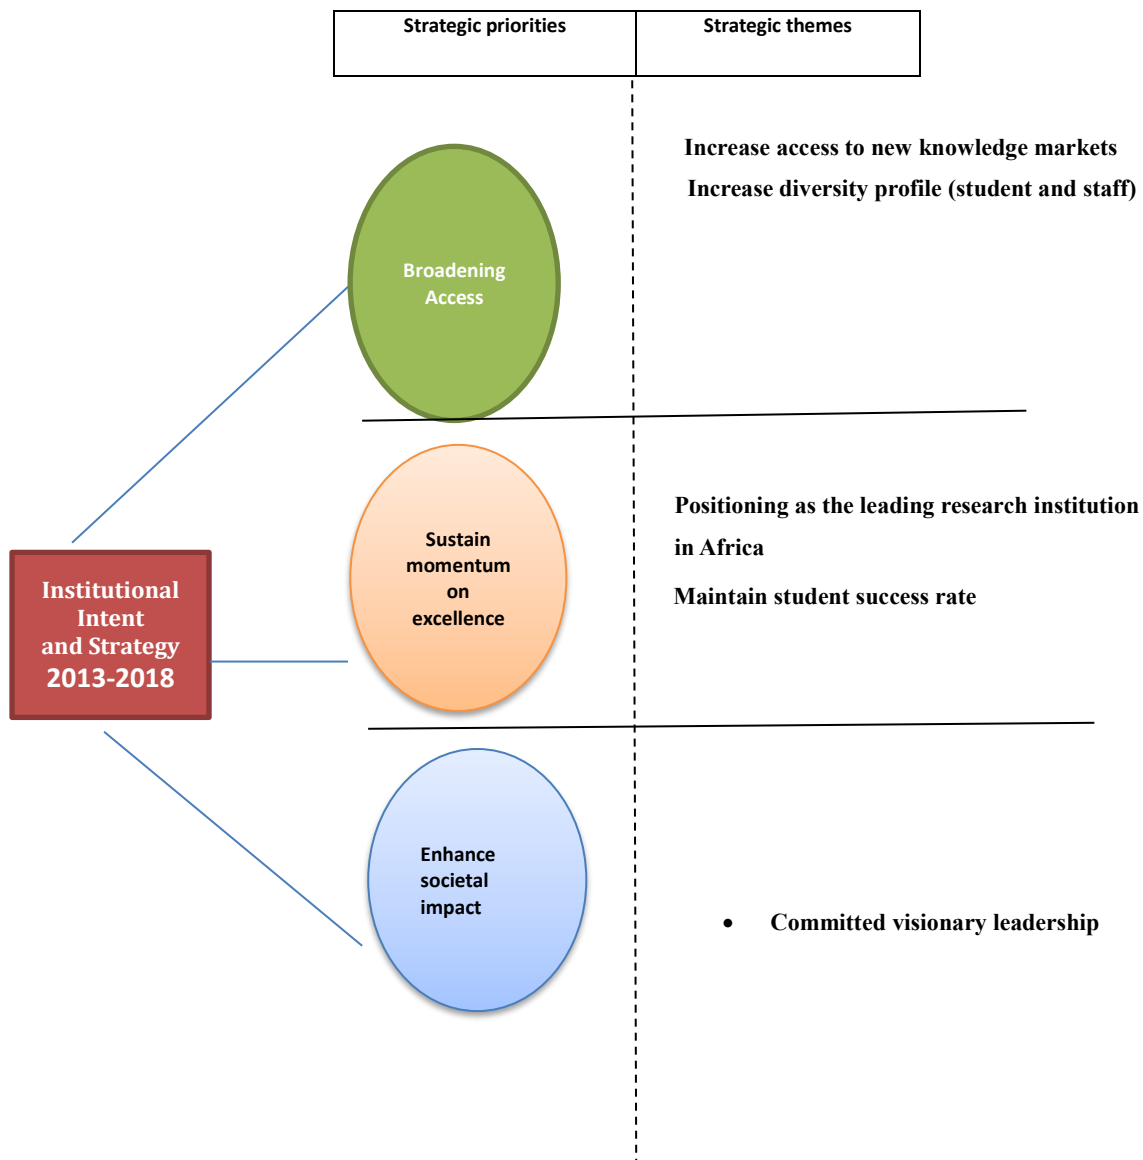 Strategic priorities
Strategic themes
Increase access to new knowledge markets
Increase diversity profile (student and staff)
Broadening
Access
Positioning as the leading research institution
in Africa
Maintain student success rate
Sustain
momentum
on
excellence
Institutional
Intent
and Strategy
2013-2018
Enhance
societal
impact
• Committed visionary leadership